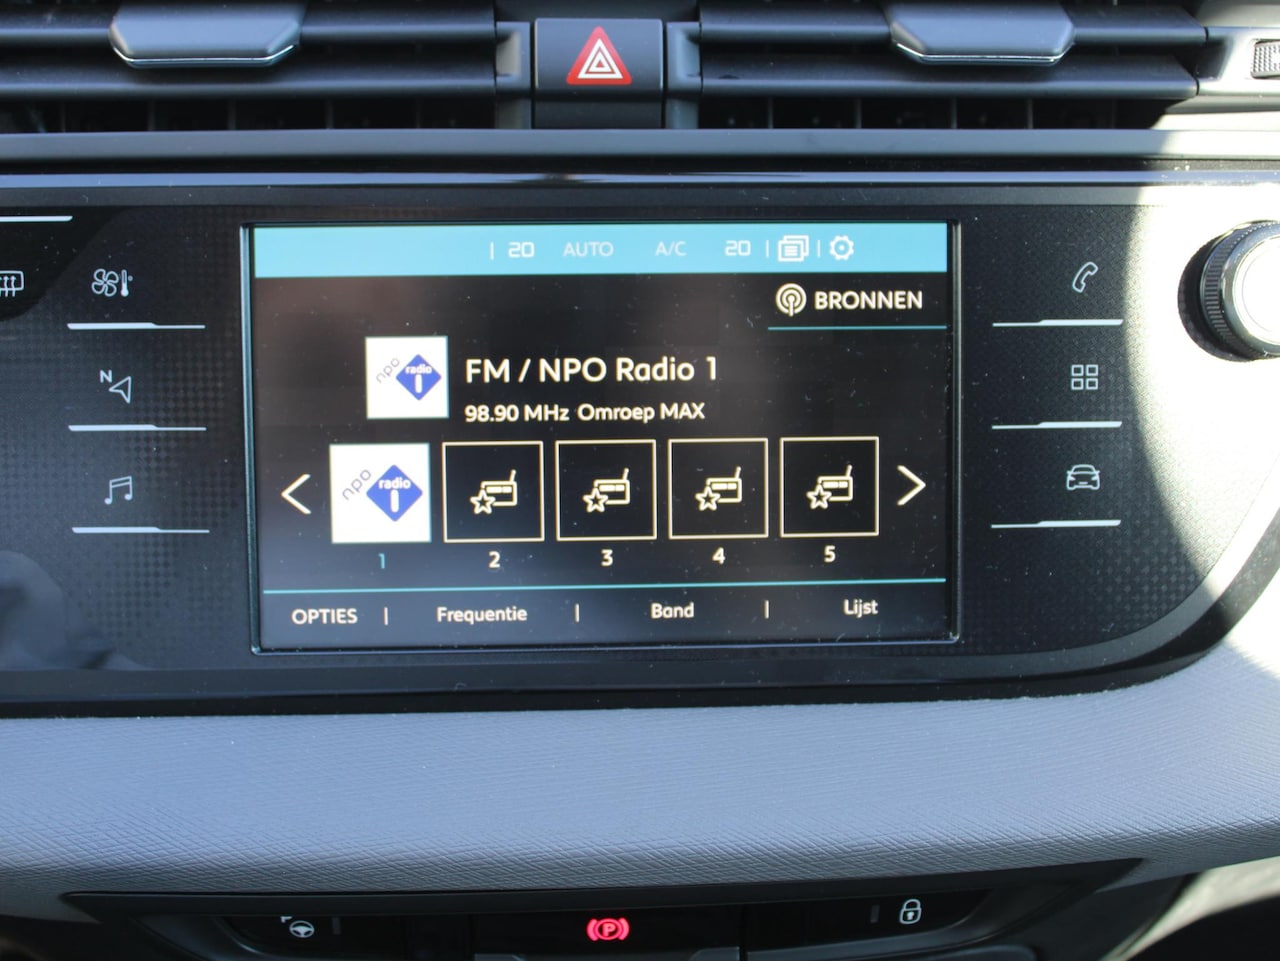 20 AUTO A/C 20
BRONNEN
npo radio 1
FM / NPO Radio 1
98.90 MHz Omroep MAX
N
npo radio 1
1 2 3 4 5
OPTIES | Frequentie | Band | Lijst
P